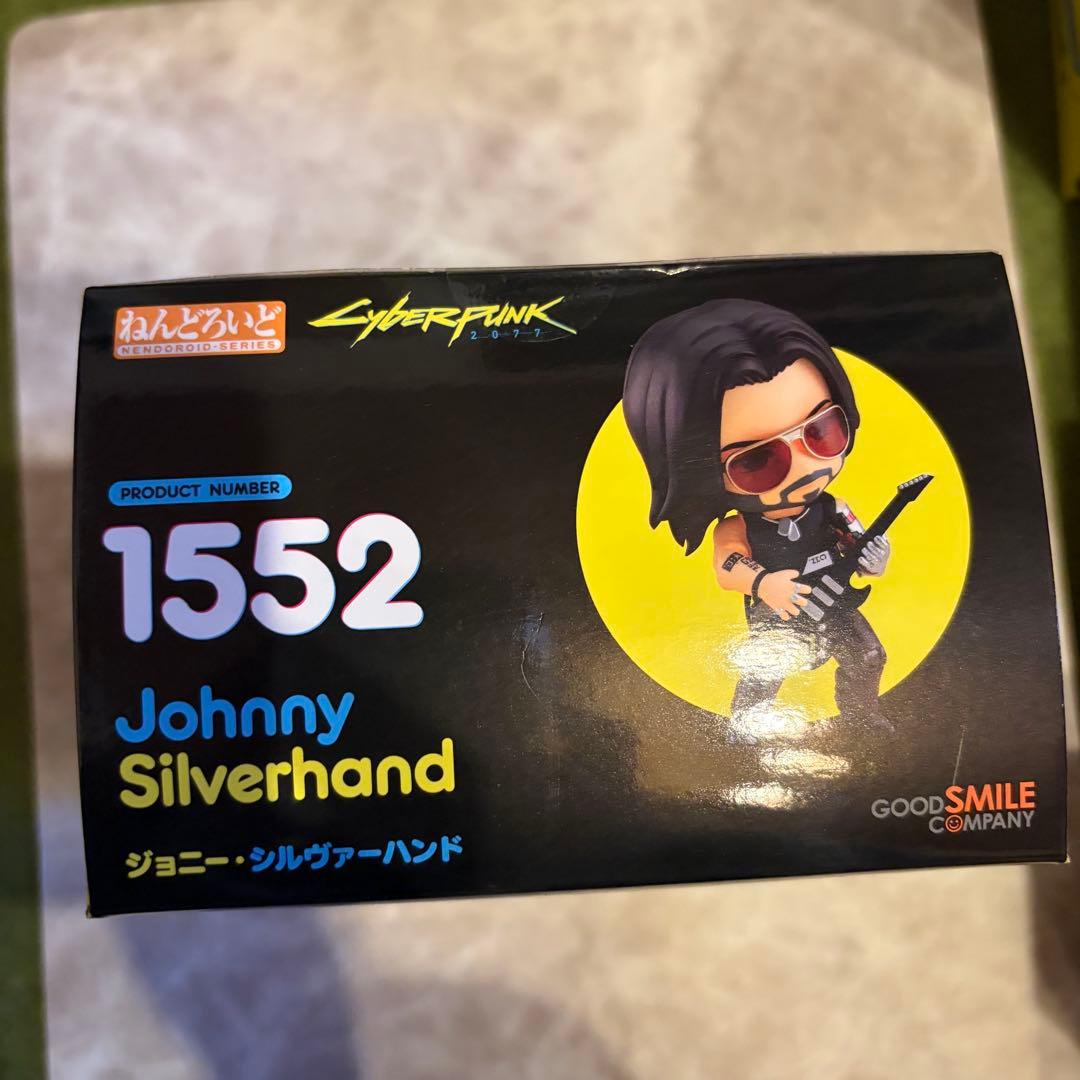 ねんどろいど
NENDOROID-SERIES
Cyberpunk
2077
PRODUCT NUMBER
1552
Johnny
Silverhand
ジョニー・シルヴァーハンド
GOOD SMILE
COMPANY